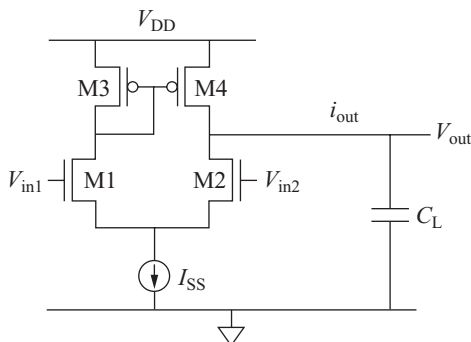 V_DD
M3 M4
i_out
V_out
V_in1 M1 M2 V_in2
C_L
I_SS